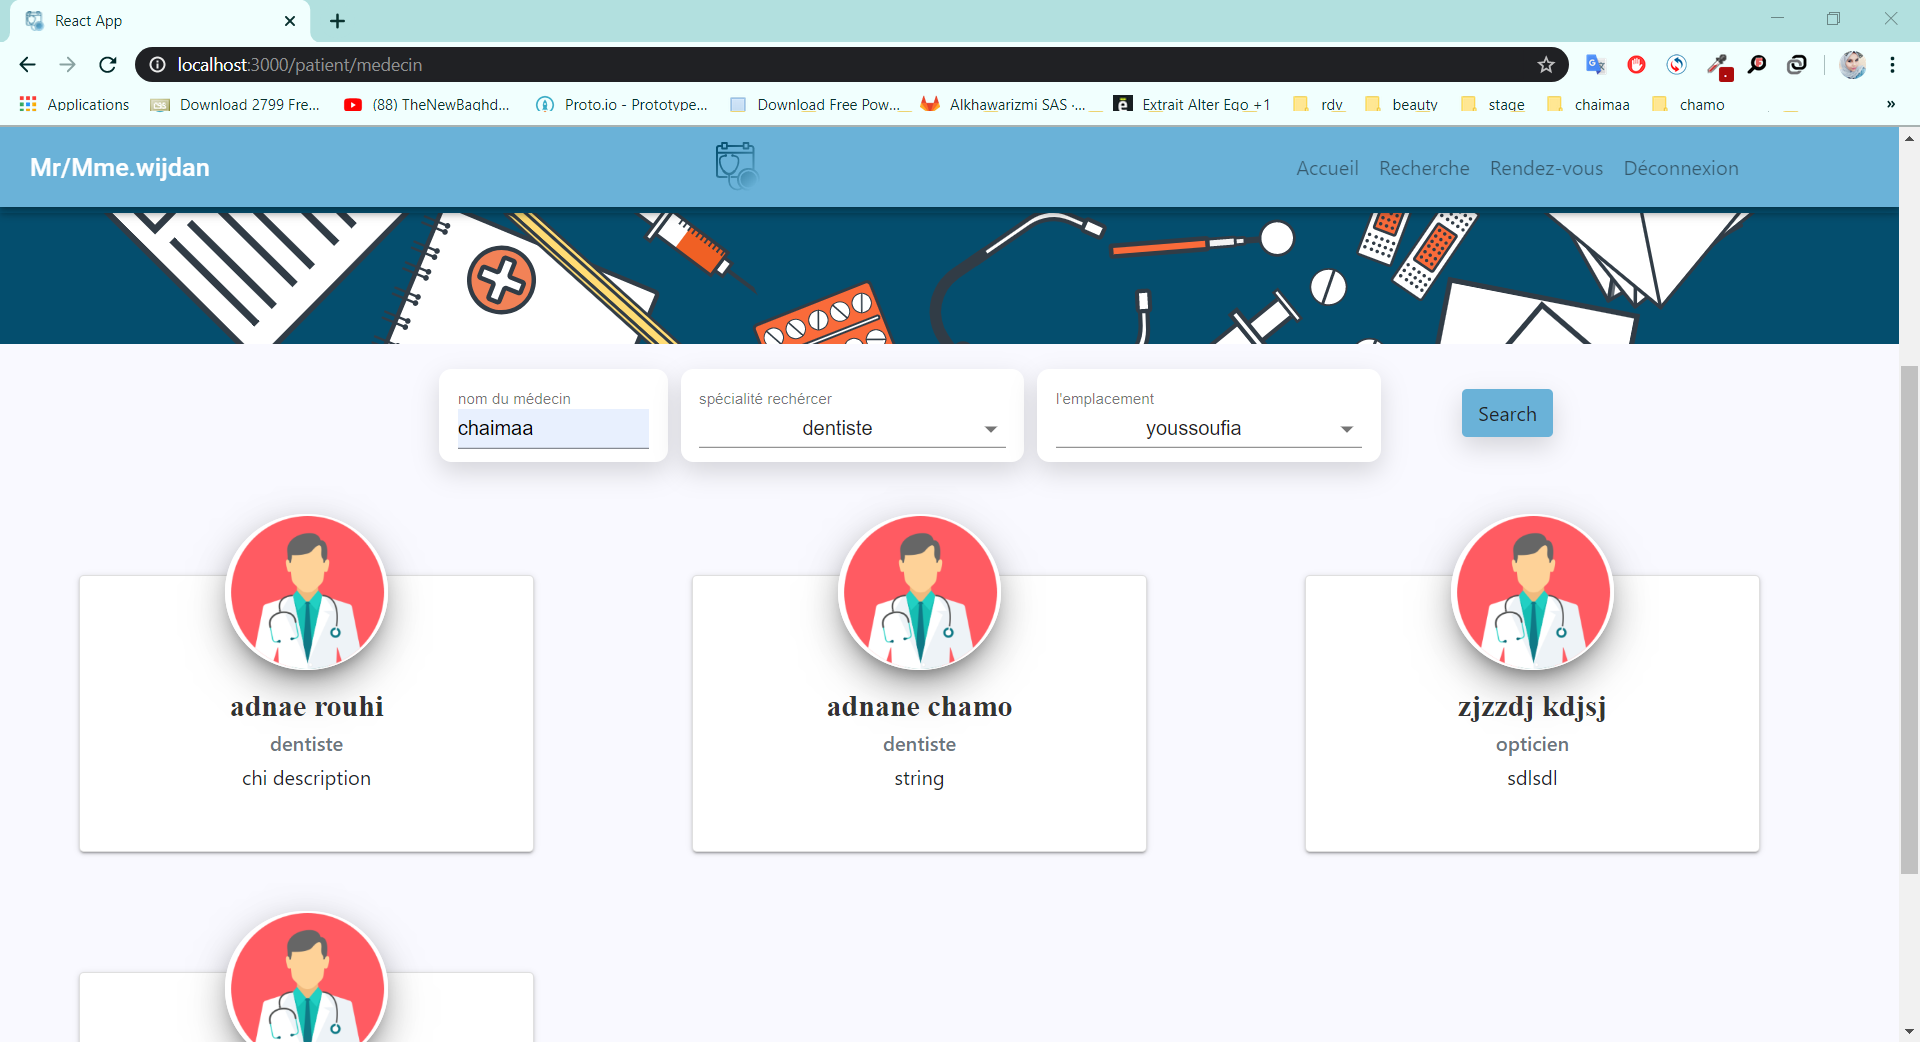 React App
localhost:3000/patient/medecin
Applications
Download 2799 Fre...
(88) TheNewBaghd...
Proto.io - Prototype...
Download Free Pow...
Alkhawarizmi SAS ·...
Extrait Alter Ego +1
rdv
beauty
stage
chaimaa
chamo
»
Mr/Mme.wijdan
Accueil
Recherche
Rendez-vous
Déconnexion
nom du médecin
chaimaa
spécialité rechércer
dentiste
l'emplacement
youssoufia
Search
adnae rouhi
dentiste
chi description
adnane chamo
dentiste
string
zjzzdj kdjsj
opticien
sdlsdl